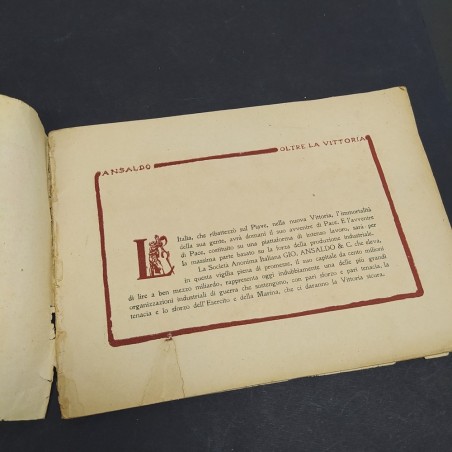 ANSALDO
OLTRE LA VITTORIA
L'Italia, che ribattezzò sul Piave, nella nuova Vittoria, l'immortalità
della sua gente, avrà domani il suo avvenire di Pace. E l'avvenire
di Pace, costituito su una piattaforma di intenso lavoro, sarà per
la massima parte basato su la forza della produzione industriale.
La Società Anonima Italiana GIO. ANSALDO & C. che eleva,
in questa vigilia piena di promesse, il suo capitale da cento milioni
di lire a ben mezzo miliardo, rappresenta oggi indubbiamente una delle più grandi
organizzazioni industriali di guerra che sostengono, con pari sforzo e pari tenacia, la
tenacia e lo sforzo dell'Esercito e della Marina, che ci daranno la Vittoria sicura.